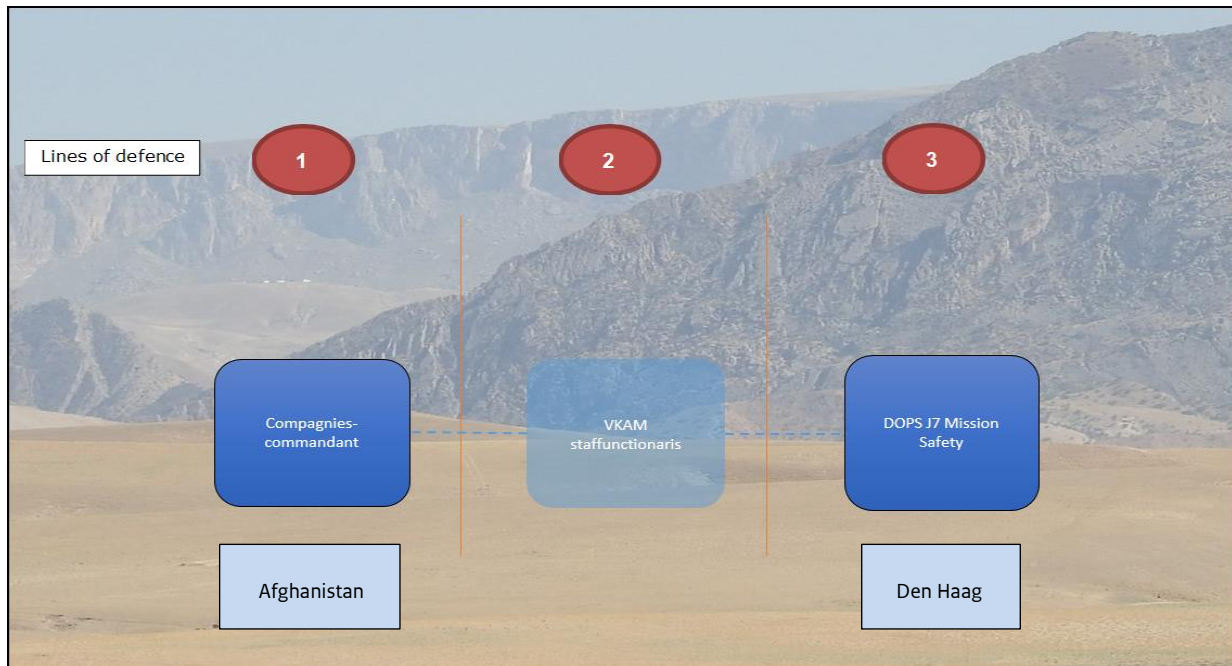 Lines of defence
1
2
3
Compagnies-
commandant
VKAM
staffunctionaris
DOPS J7 Mission
Safety
Afghanistan
Den Haag